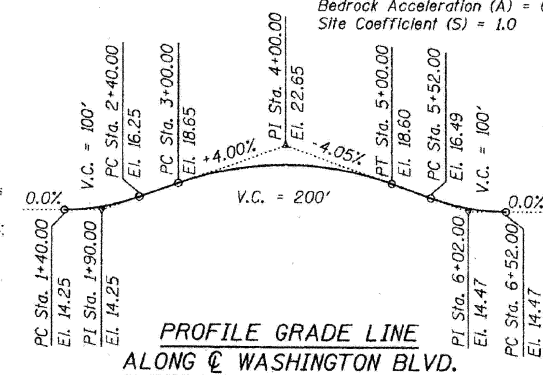 Bedrock Acceleration (A) =
Site Coefficient (S) = 1.0
PC Sta. 2+40.00
El. 16.25
PC Sta. 3+00.00
El. 18.65
PI Sta. 4+00.00
El. 22.65
PT Sta. 5+00.00
El. 18.60
PC Sta. 5+52.00
El. 16.49
V.C. = 100'
+4.00%
-4.05%
V.C. = 100'
0.0%
V.C. = 200'
0.0%
PC Sta. 1+40.00
El. 14.25
PI Sta. 1+90.00
El. 14.25
PI Sta. 6+02.00
El. 14.47
PC Sta. 6+52.00
El. 14.47
PROFILE GRADE LINE
ALONG ℄ WASHINGTON BLVD.